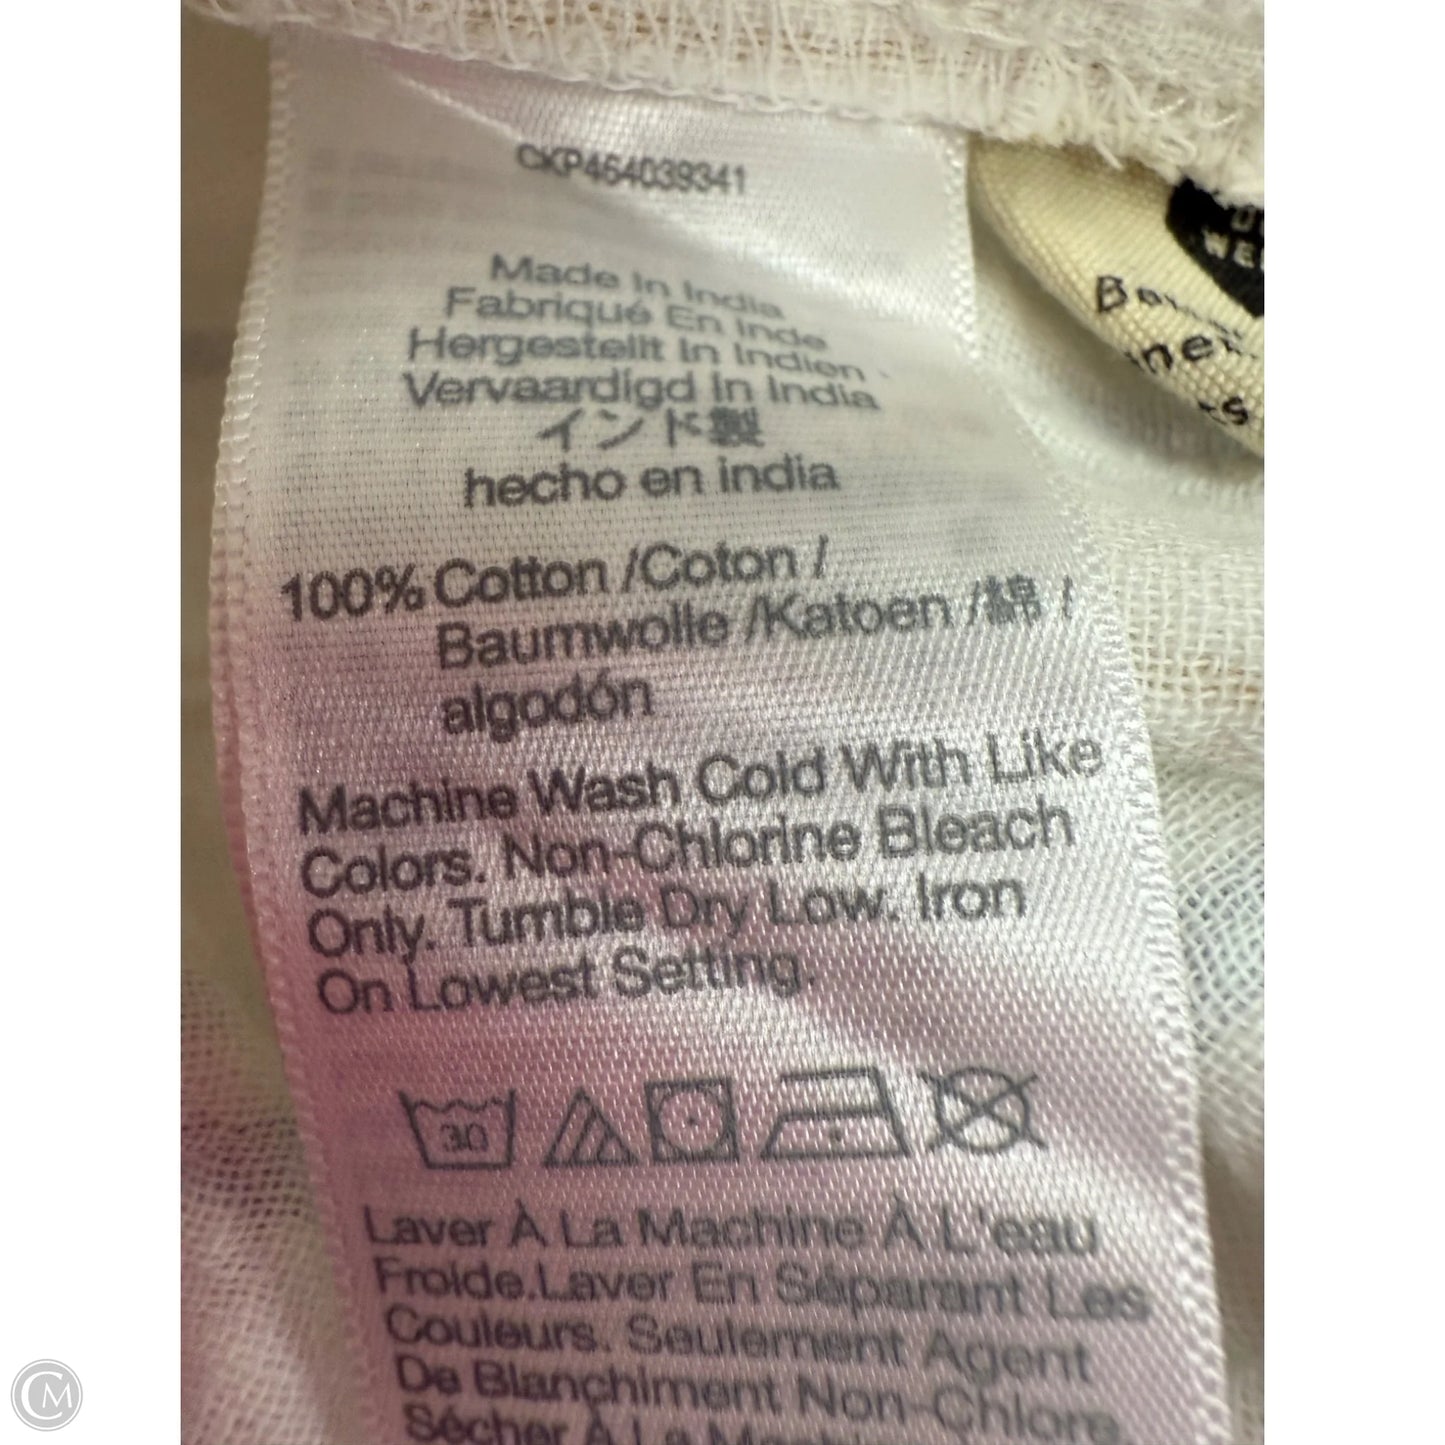 CKP464039341
Made In India
Fabriqué En Inde
Hergestellt In Indien
Vervaardigd In India
インド製
hecho en india
100% Cotton /Coton /
Baumwolle /Katoen /綿 /
algodón
Machine Wash Cold With Like
Colors. Non-Chlorine Bleach
Only. Tumble Dry Low. Iron
On Lowest Setting.
30
Laver À La Machine À L'eau
Froide.Laver En Séparant Les
Couleurs. Seulement Agent
De Blanchiment Non-Chlore
Sécher À La
CM